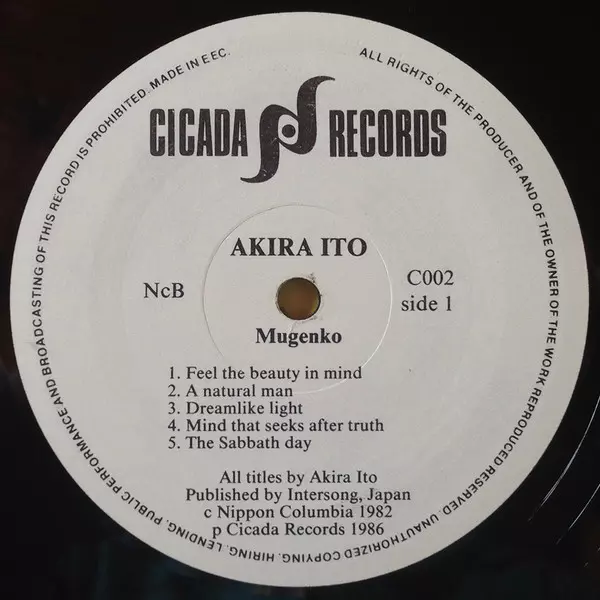 ALL RIGHTS OF THE PRODUCER AND OF THE OWNER OF THE WORK REPRODUCED RESERVED. UNAUTHORIZED COPYING. HIRING. LENDING. PUBLIC PERFORMANCE AND BROADCASTING OF THIS RECORD IS PROHIBITED. MADE IN EEC.
CICADA RECORDS
AKIRA ITO
NcB
C002
side 1
Mugenko
1. Feel the beauty in mind
2. A natural man
3. Dreamlike light
4. Mind that seeks after truth
5. The Sabbath day
All titles by Akira Ito
Published by Intersong, Japan
c Nippon Columbia 1982
p Cicada Records 1986